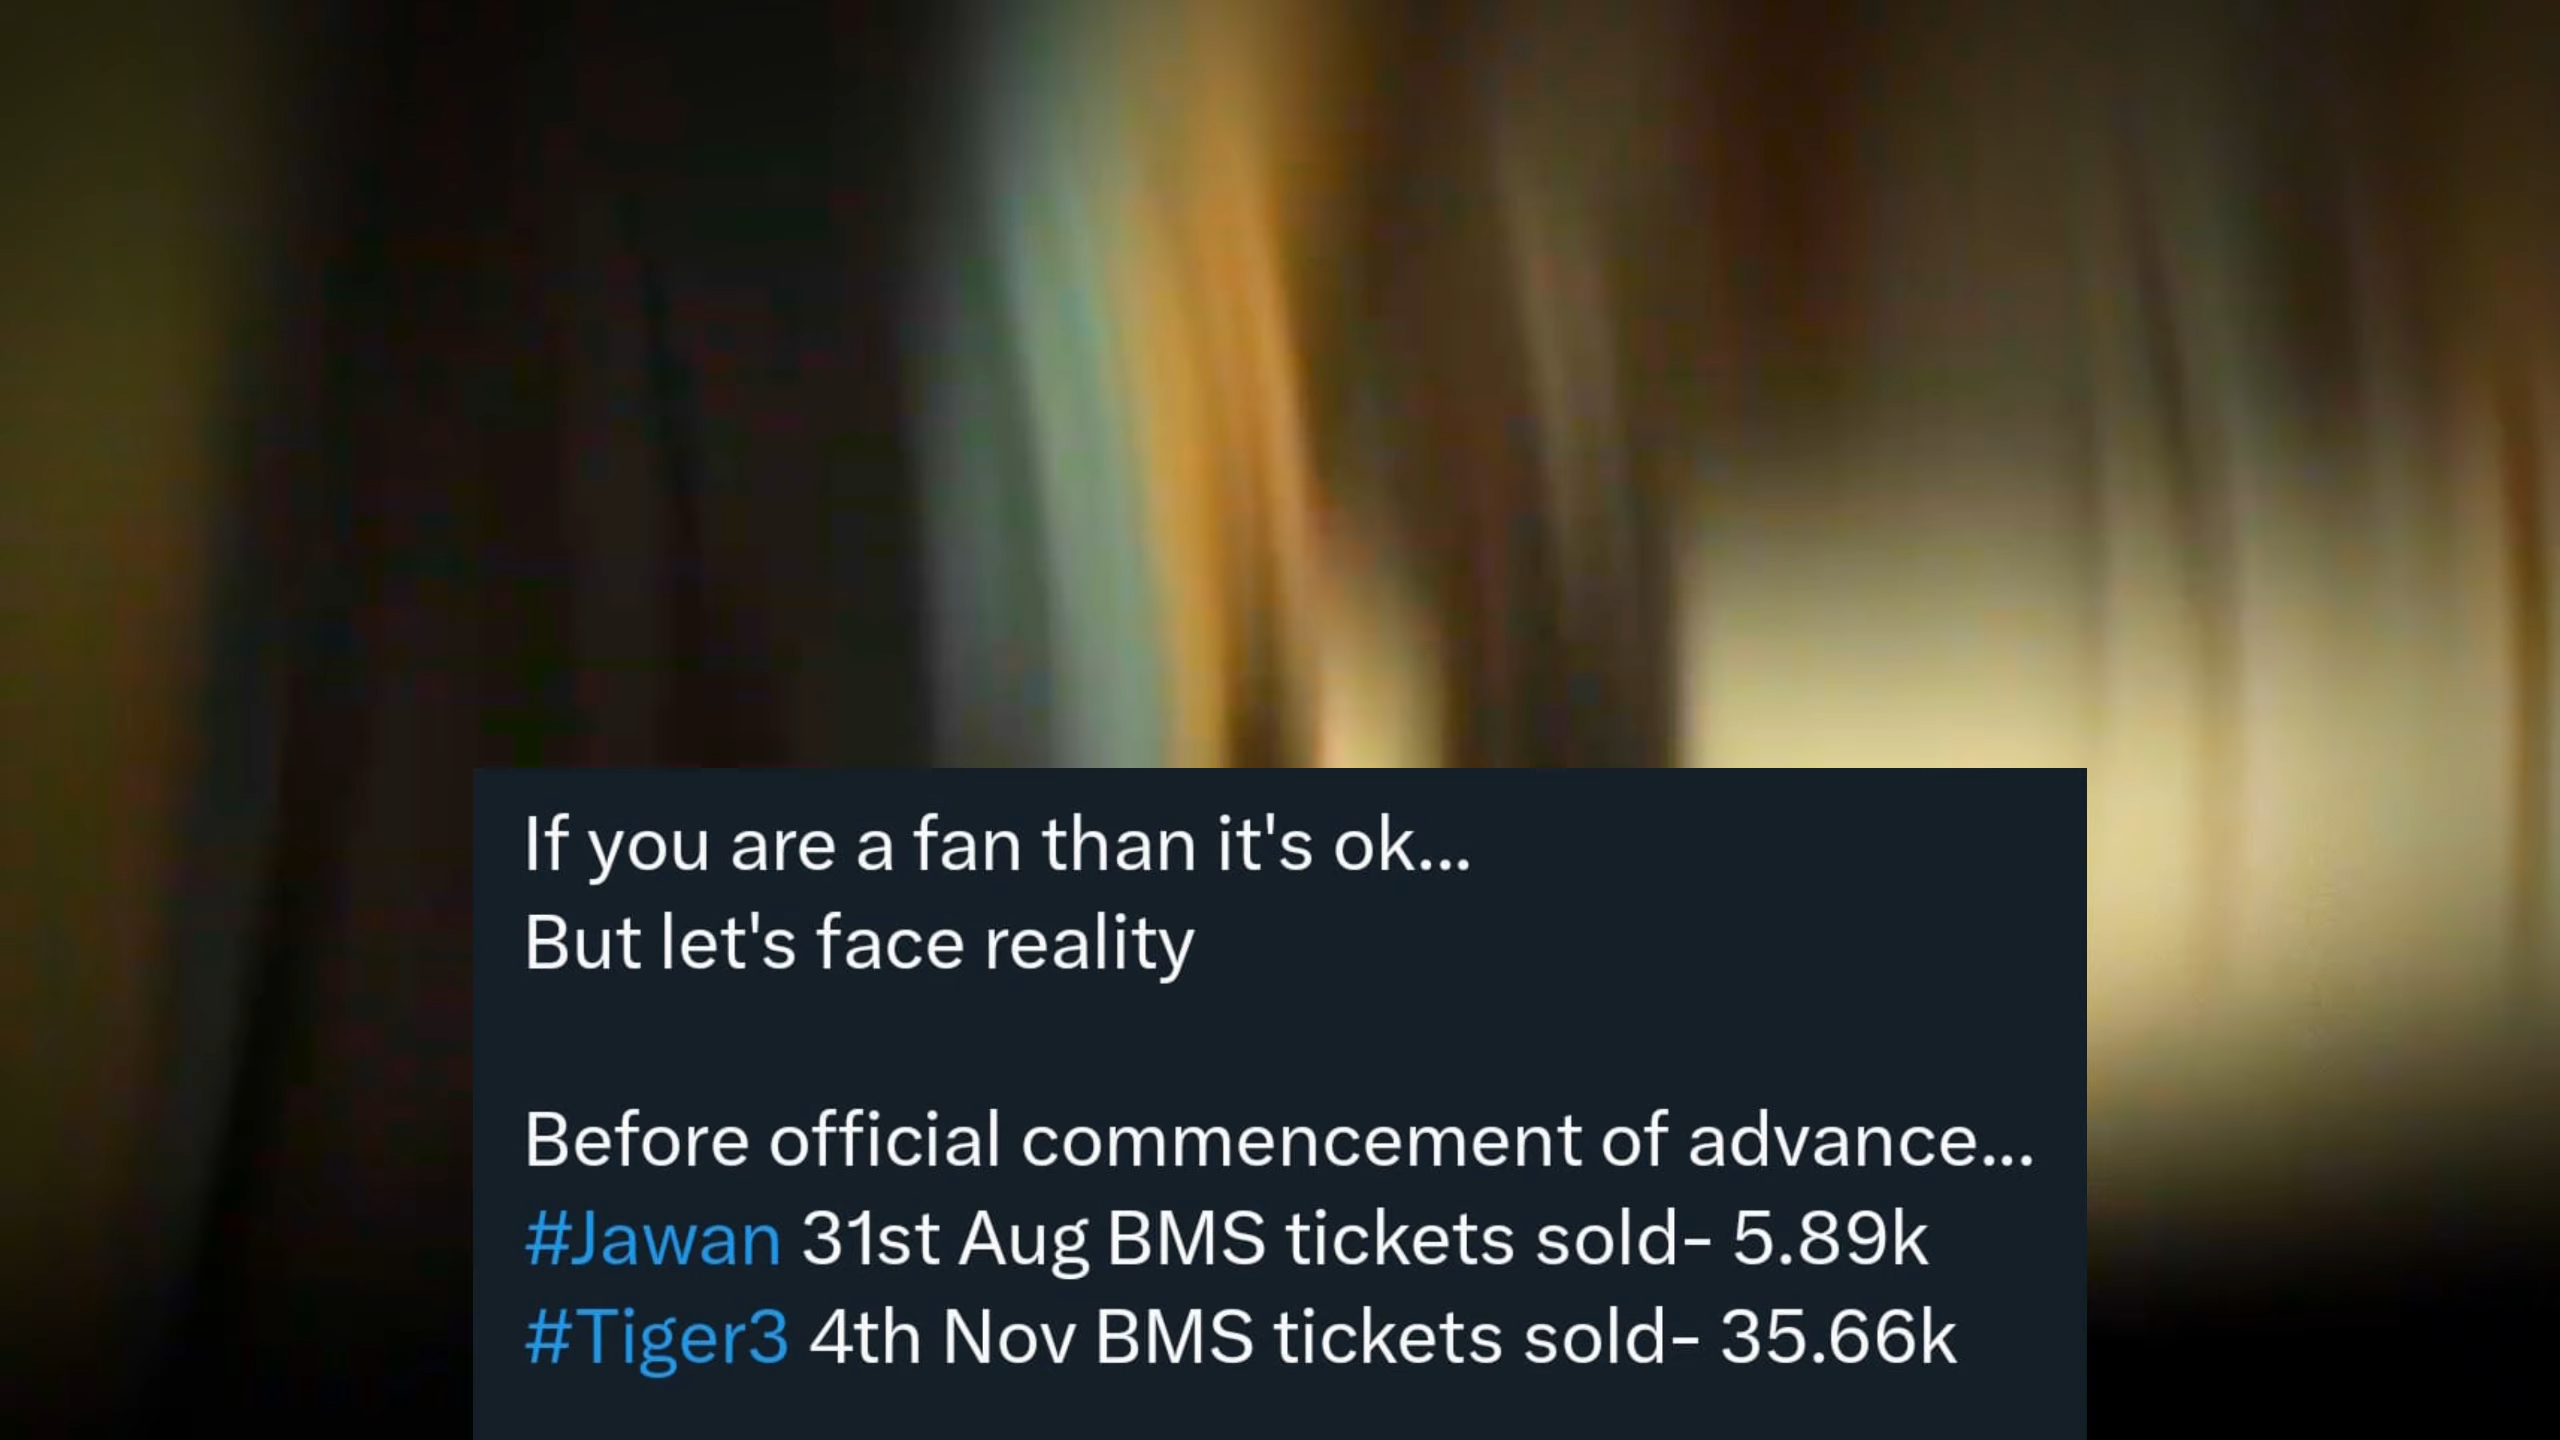 If you are a fan than it's ok...
But let's face reality
Before official commencement of advance...
#Jawan 31st Aug BMS tickets sold- 5.89k
#Tiger3 4th Nov BMS tickets sold- 35.66k